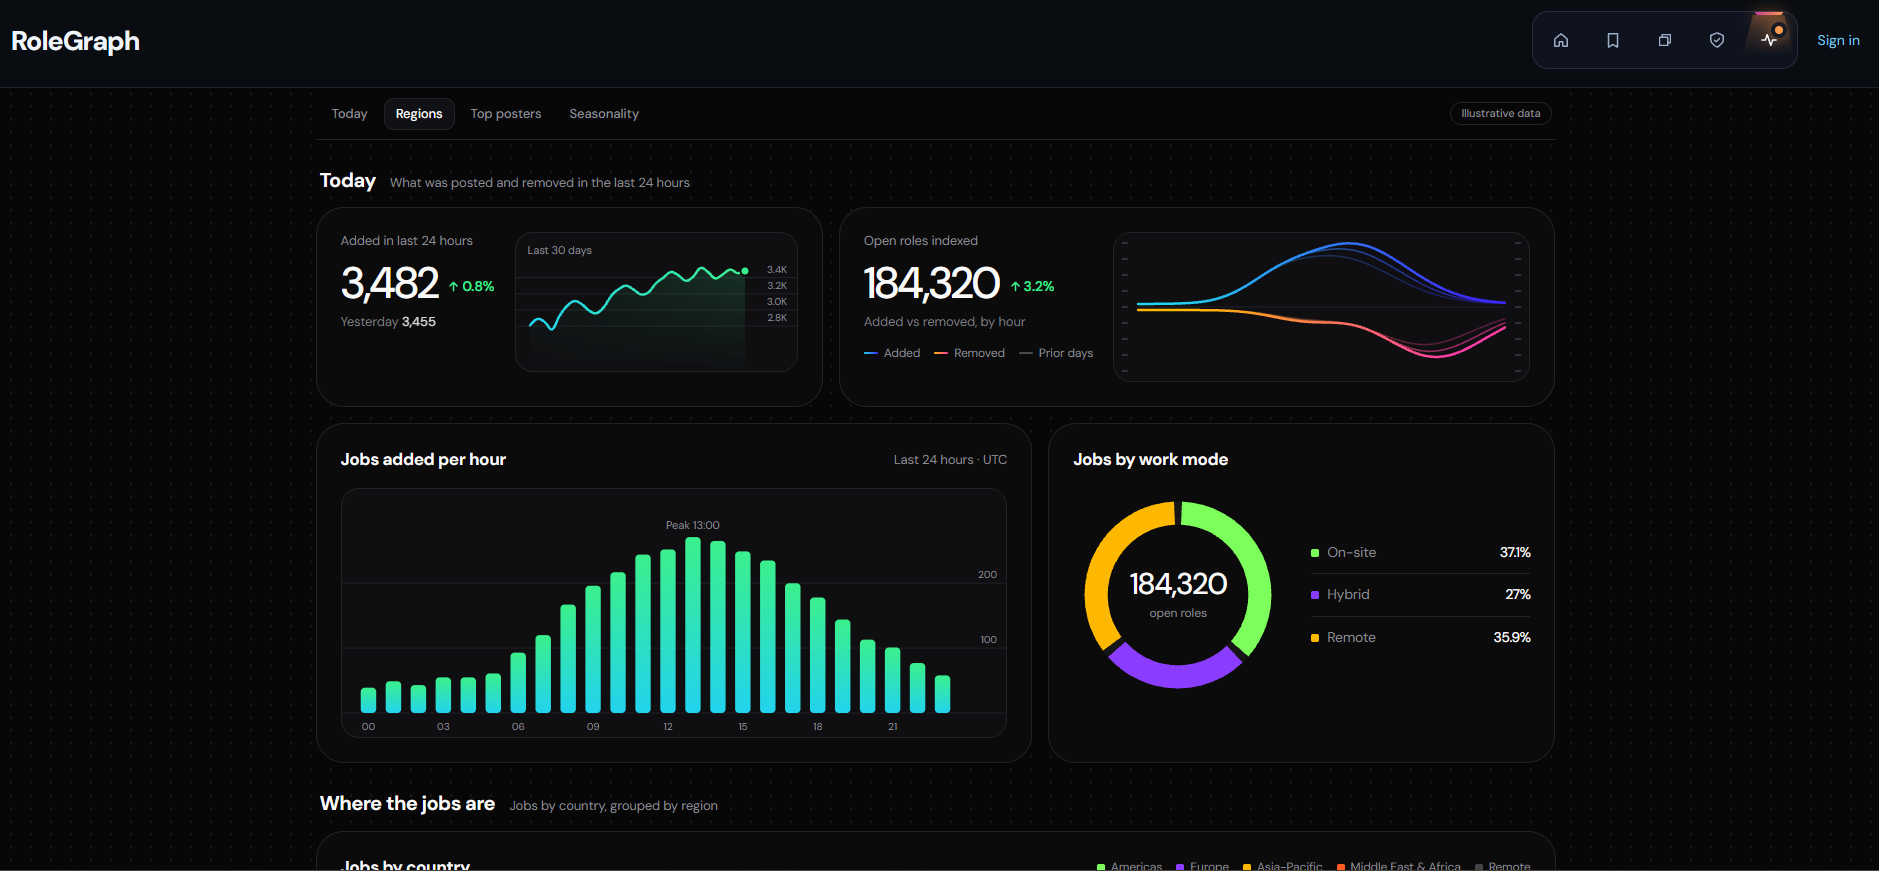 RoleGraph
Sign in
Today Regions Top posters Seasonality
Illustrative data
Today What was posted and removed in the last 24 hours
Added in last 24 hours
3,482 ↑ 0.8%
Yesterday 3,455
Last 30 days
3.4K
3.2K
3.0K
2.8K
Open roles indexed
184,320 ↑ 3.2%
Added vs removed, by hour
Added Removed Prior days
Jobs added per hour
Last 24 hours · UTC
Peak 13:00
200
100
00 03 06 09 12 15 18 21
Jobs by work mode
184,320
open roles
On-site 37.1%
Hybrid 27%
Remote 35.9%
Where the jobs are Jobs by country, grouped by region
Jobs by country
Americas Europe Asia-Pacific Middle East & Africa Remote